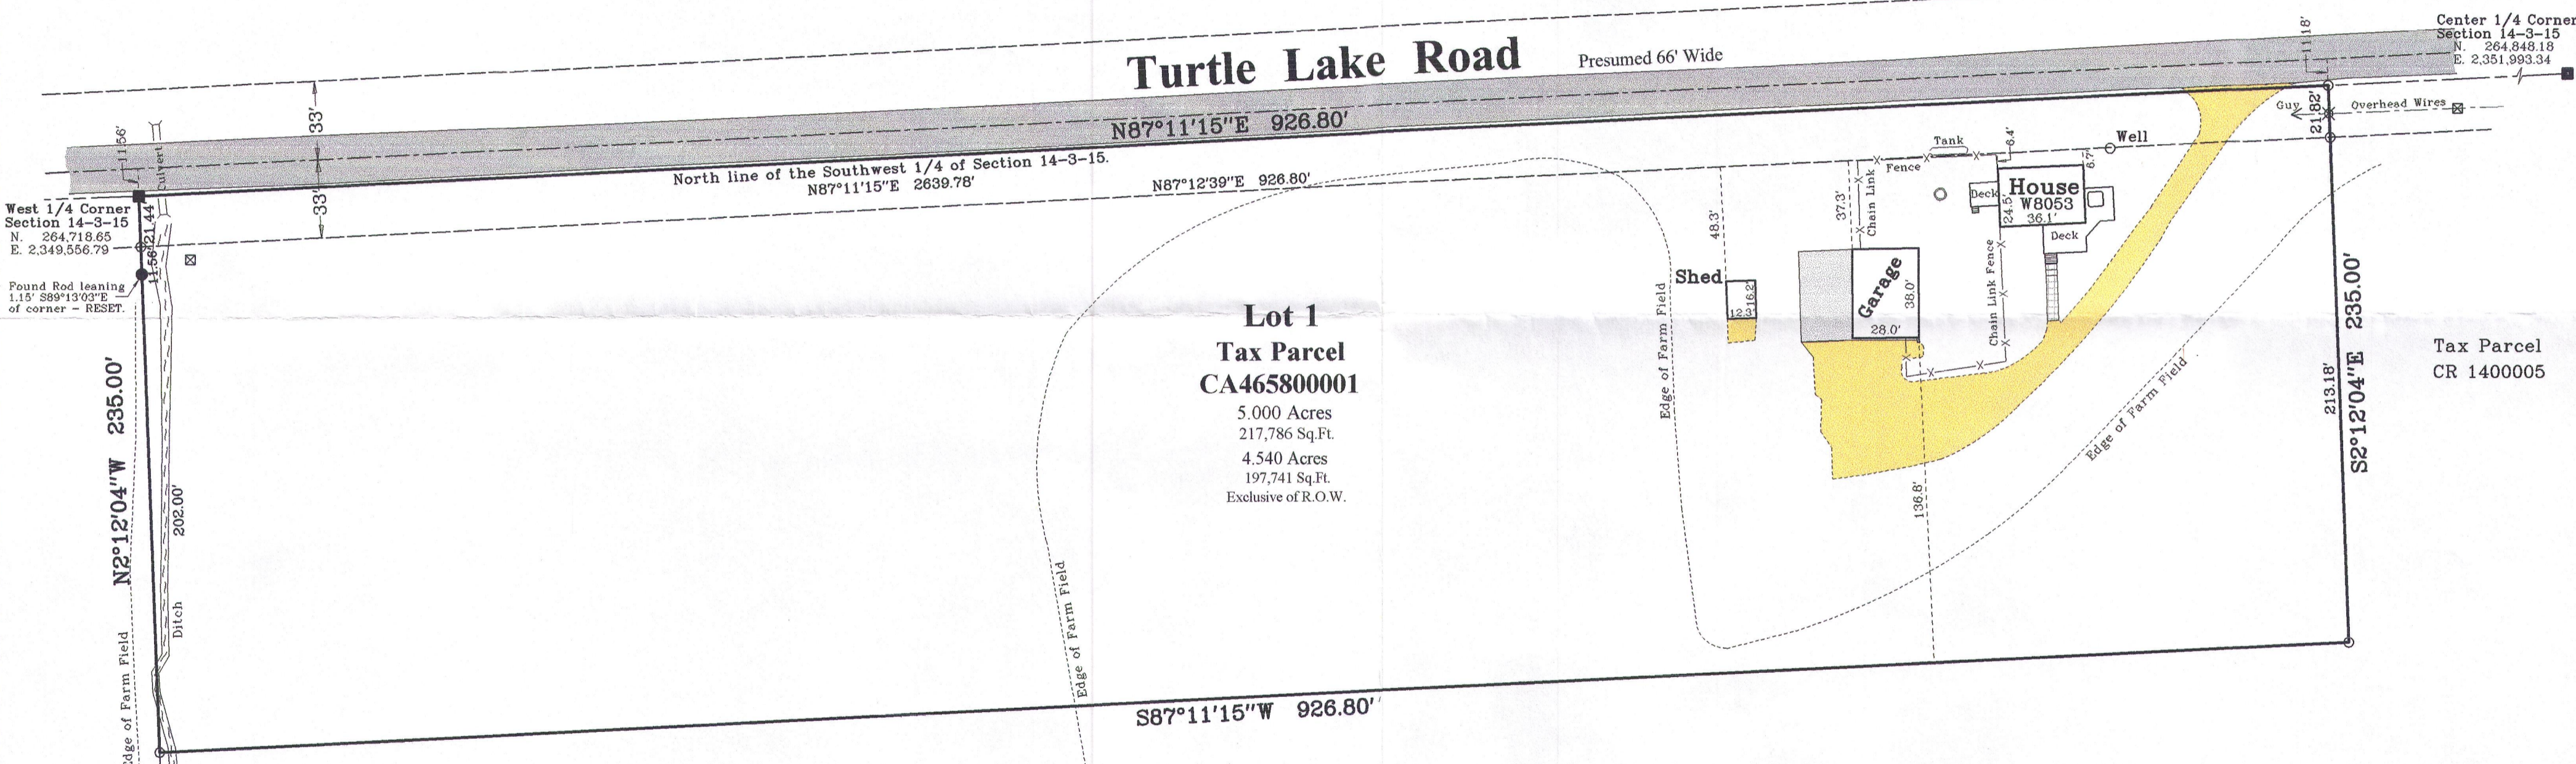 Turtle Lake Road
Presumed 66' Wide
Center 1/4 Corner
Section 14-3-15
N. 264,848.18
E. 2,351,993.34
11.18'
33'
33'
11.56'
Culvert
N87°11'15"E 926.80'
North line of the Southwest 1/4 of Section 14-3-15.
N87°11'15"E 2639.78'
N87°12'39"E 926.80'
West 1/4 Corner
Section 14-3-15
N. 264,718.65
E. 2,349,556.79
21.44'
11.56'
Found Rod leaning
1.15' S89°13'03"E
of corner - RESET.
N2°12'04"W 235.00'
202.00'
Ditch
Edge of Farm Field
Edge of Farm Field
Lot 1
Tax Parcel
CA465800001
5.000 Acres
217,786 Sq.Ft.
4.540 Acres
197,741 Sq.Ft.
Exclusive of R.O.W.
Edge of Farm Field
48.3'
Shed
16.2'
12.3'
37.3'
Chain Link
Fence
Tank
6.4'
Well
6.7'
Deck
House
W8053
24.5'
36.1'
Deck
Garage
38.0'
28.0'
Chain Link Fence
136.8'
Edge of Farm Field
Guy
Overhead Wires
21.82'
213.18'
S2°12'04"E 235.00'
Tax Parcel
CR 1400005
S87°11'15"W 926.80'